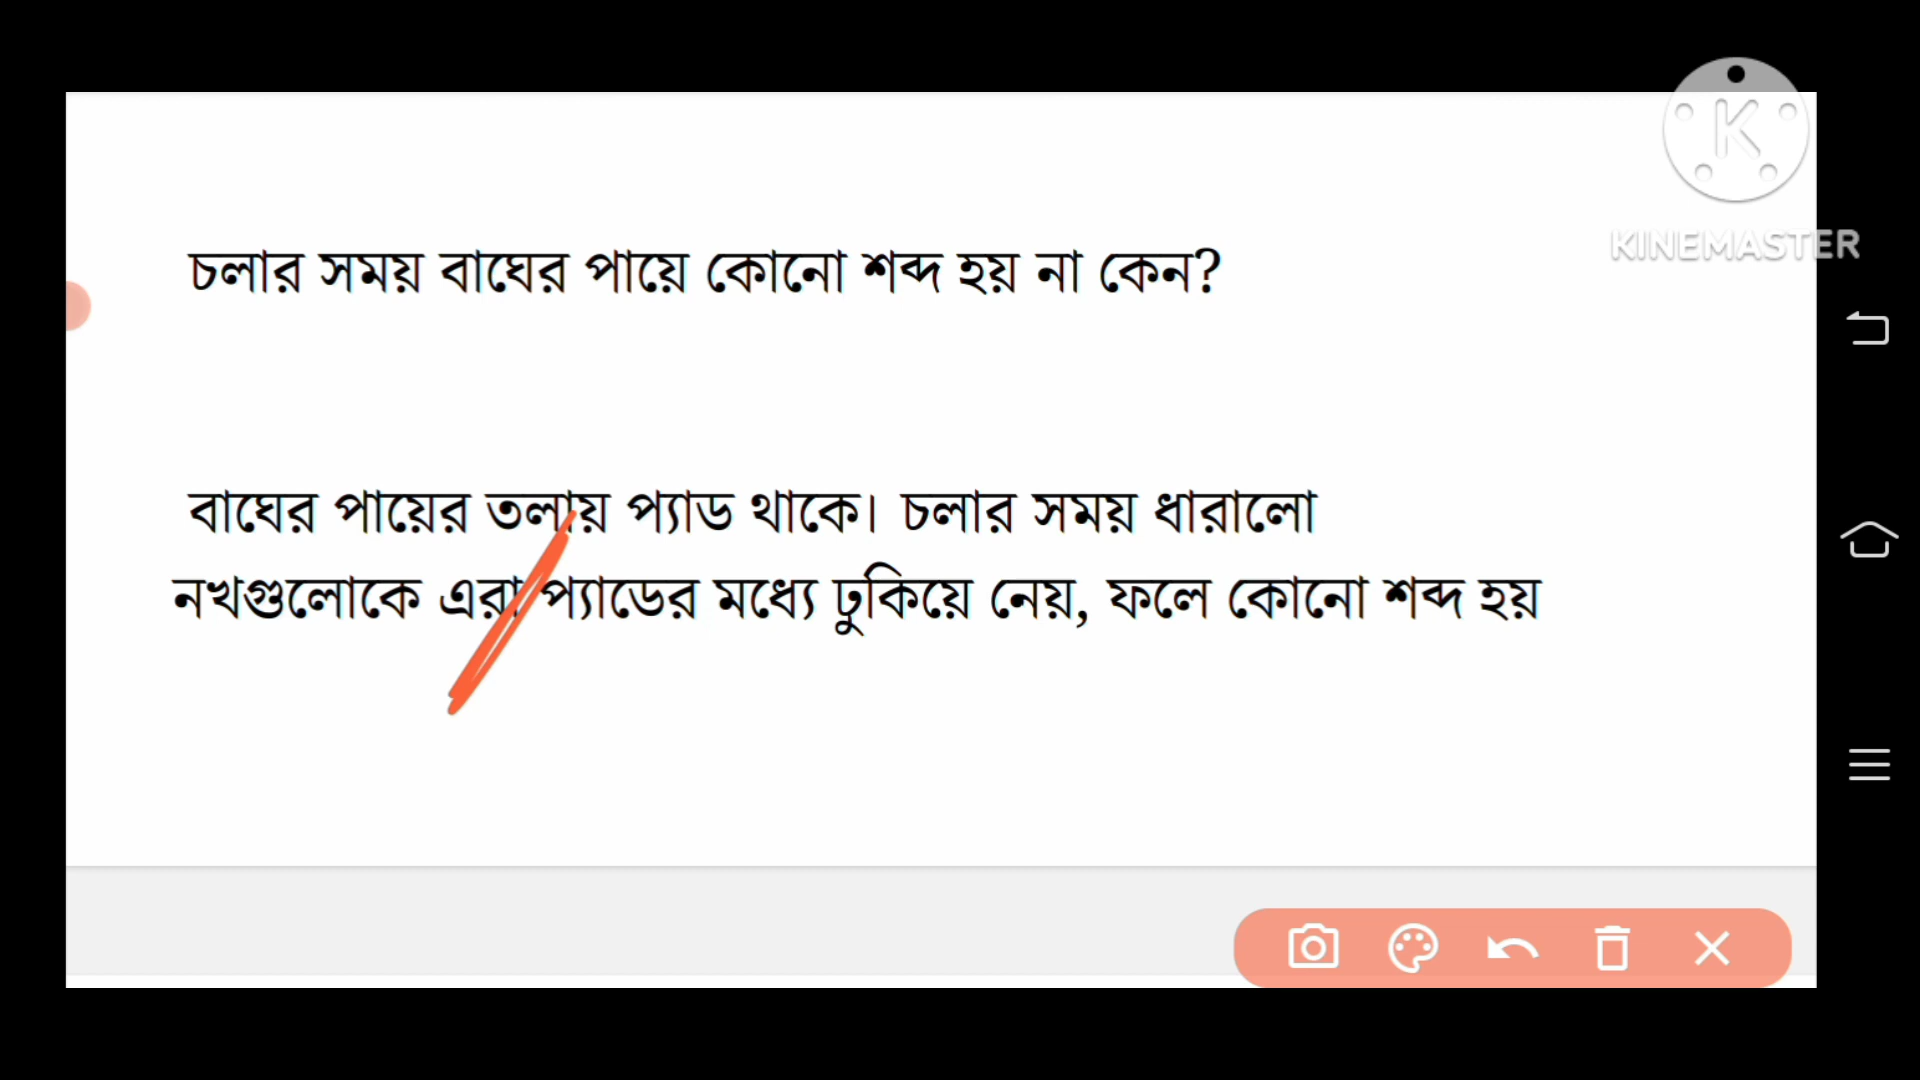 চলার সময় বাঘের পায়ে কোনো শব্দ হয় না কেন?
বাঘের পায়ের তলায় প্যাড থাকে। চলার সময় ধারালো
নখগুলোকে এরা প্যাডের মধ্যে ঢুকিয়ে নেয়, ফলে কোনো শব্দ হয়
K
KINEMASTER